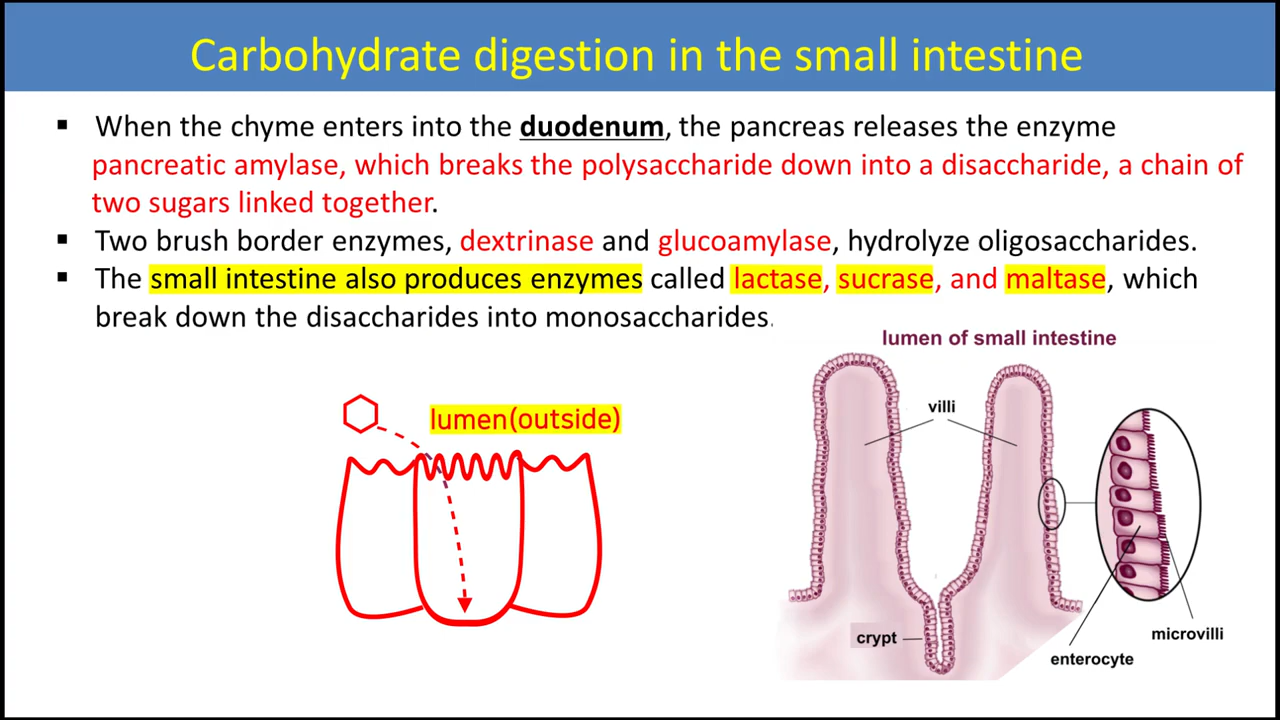 Carbohydrate digestion in the small intestine
▪ When the chyme enters into the duodenum, the pancreas releases the enzyme
pancreatic amylase, which breaks the polysaccharide down into a disaccharide, a chain of
two sugars linked together.
▪ Two brush border enzymes, dextrinase and glucoamylase, hydrolyze oligosaccharides.
▪ The small intestine also produces enzymes called lactase, sucrase, and maltase, which
break down the disaccharides into monosaccharides.
lumen of small intestine
lumen(outside)
villi
crypt
microvilli
enterocyte